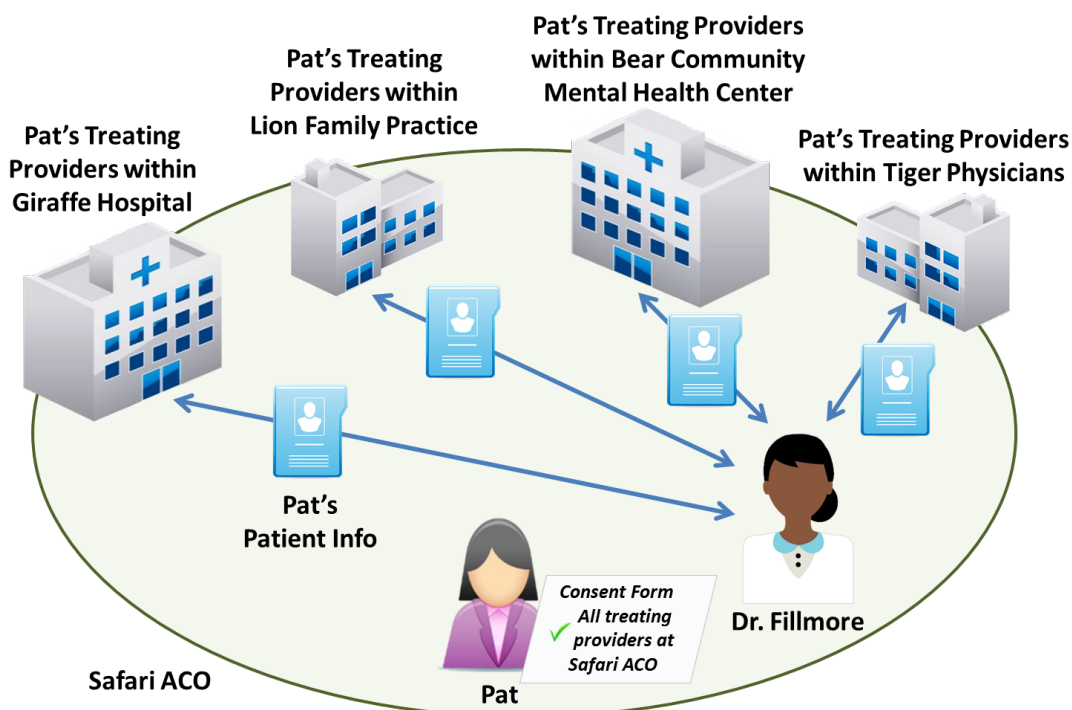 Pat’s Treating
Providers within
Giraffe Hospital
Pat’s Treating
Providers within
Lion Family Practice
Pat’s Treating Providers
within Bear Community
Mental Health Center
Pat’s Treating Providers
within Tiger Physicians
Pat’s
Patient Info
Consent Form
All treating
providers at
Safari ACO
Dr. Fillmore
Safari ACO
Pat